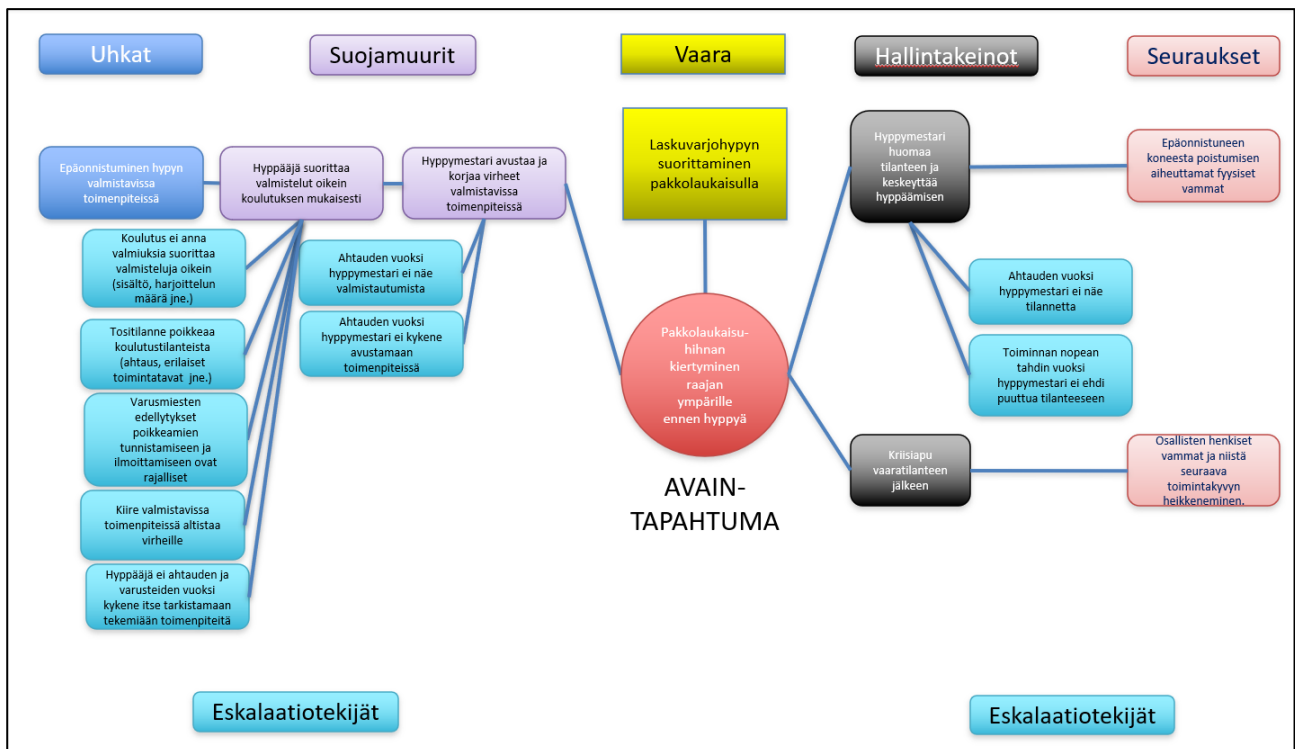 Uhkat
Suojamuurit
Vaara
Hallintakeinot
Seuraukset
Epäonnistuminen hypyn
valmistavissa
toimenpiteissä
Hyppääjä suorittaa
valmistelut oikein
koulutuksen mukaisesti
Hyppymestari avustaa ja
korjaa virheet
valmistavissa
toimenpiteissä
Laskuvarjohypyn
suorittaminen
pakkolaukaisulla
Hyppymestari
huomaa
tilanteen ja
keskeyttää
hyppäämisen
Epäonnistuneen
koneesta poistumisen
aiheuttamat fyysiset
vammat
Koulutus ei anna
valmiuksia suorittaa
valmisteluja oikein
(sisältö, harjoittelun
määrä jne.)
Tositilanne poikkeaa
koulutustilanteista
(ahtaus, erilaiset
toimintatavat jne.)
Varusmiesten
edellytykset
poikkeamien
tunnistamiseen ja
ilmoittamiseen ovat
rajalliset
Kiire valmistavissa
toimenpiteissä altistaa
virheille
Hyppääjä ei ahtauden ja
varusteiden vuoksi
kykene itse tarkistamaan
tekemiään toimenpiteitä
Ahtauden vuoksi
hyppymestari ei näe
valmistautumista
Ahtauden vuoksi
hyppymestari ei kykene
avustamaan
toimenpiteissä
Pakkolaukaisu-
hihnan
kiertyminen
raajan
ympärille
ennen hyppyä
AVAIN-
TAPAHTUMA
Ahtauden vuoksi
hyppymestari ei näe
tilannetta
Toiminnan nopean
tahdin vuoksi
hyppymestari ei ehdi
puuttua tilanteeseen
Kriisiapu
vaaratilanteen
jälkeen
Osallisten henkiset
vammat ja niistä
seuraava
toimintakyvyn
heikkeneminen.
Eskalaatiotekijät
Eskalaatiotekijät